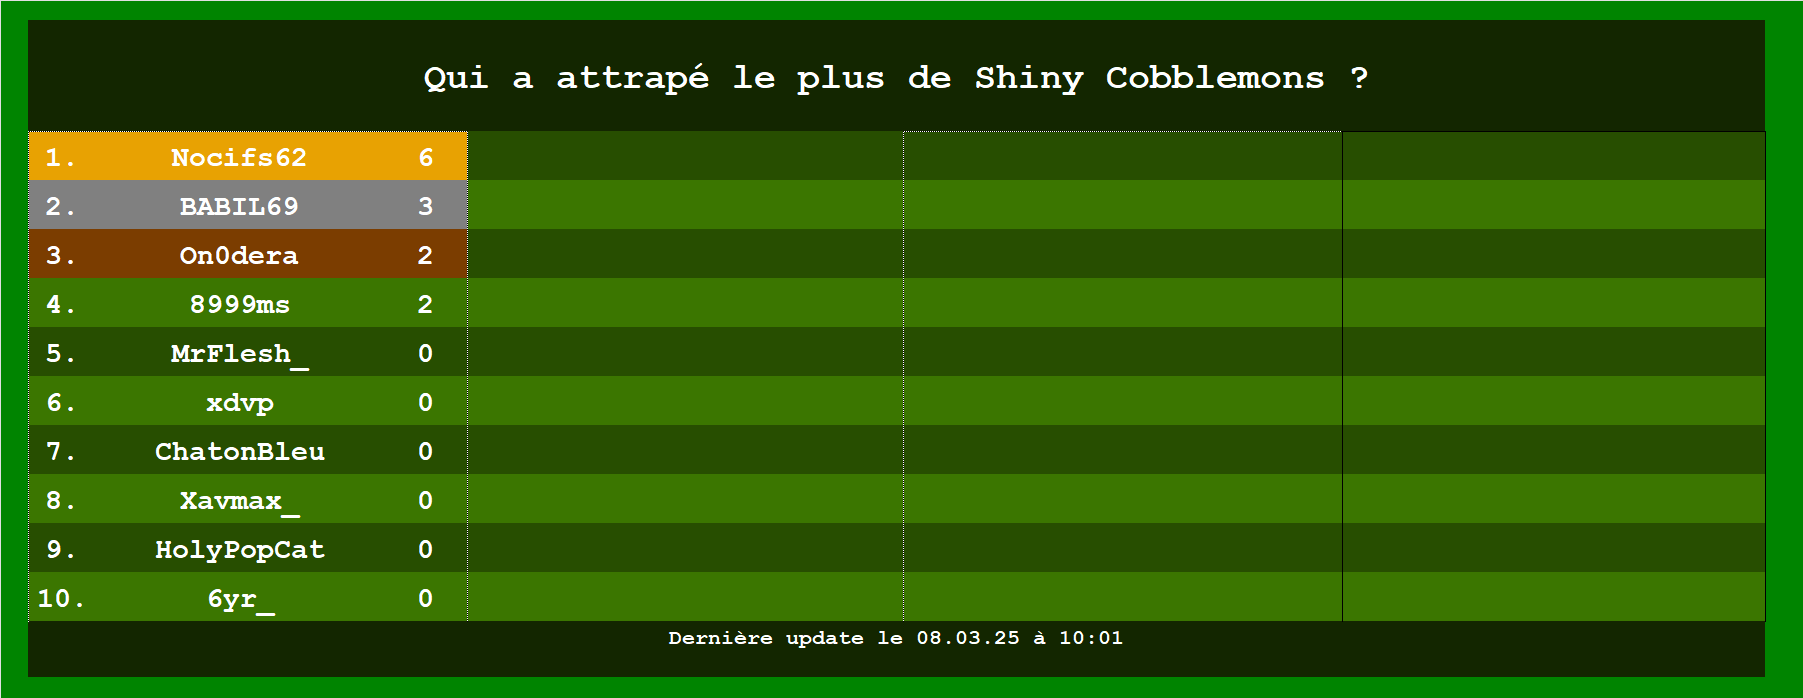 Qui a attrapé le plus de Shiny Cobblemons ?
1. Nocifs62 6
2. BABIL69 3
3. On0dera 2
4. 8999ms 2
5. MrFlesh_ 0
6. xdvp 0
7. ChatonBleu 0
8. Xavmax_ 0
9. HolyPopCat 0
10. 6yr_ 0
Dernière update le 08.03.25 à 10:01